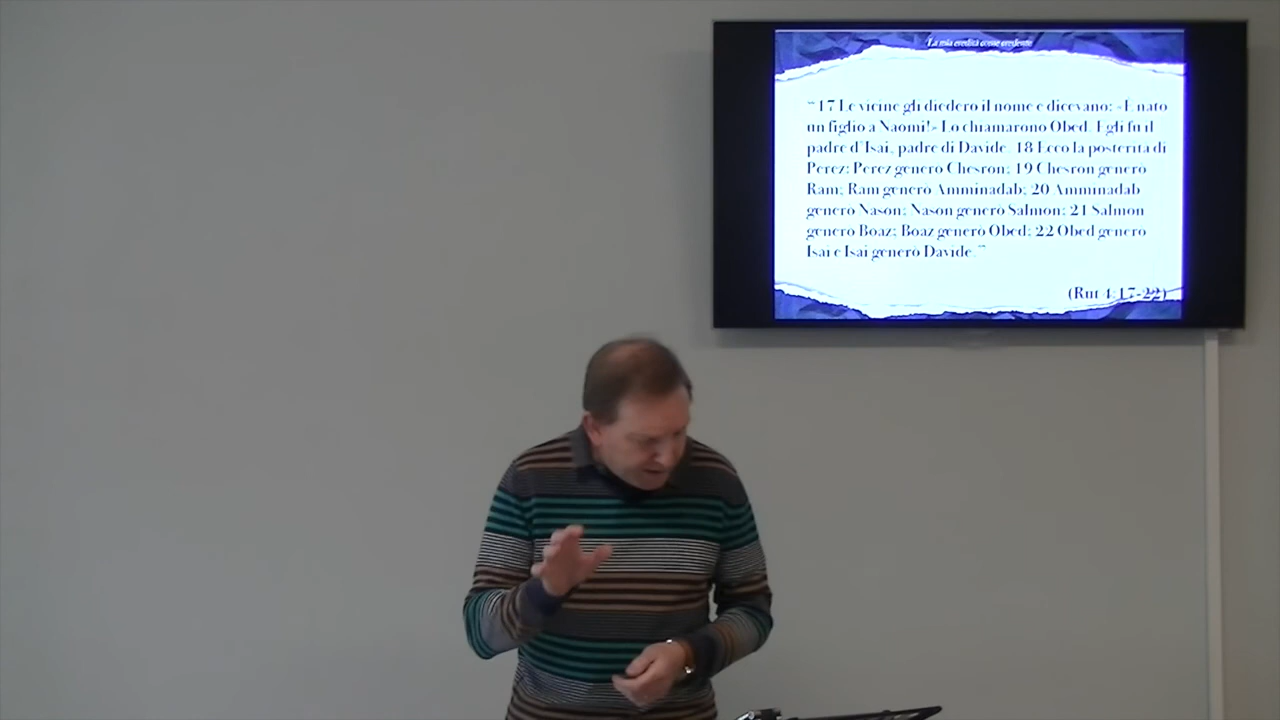 La mia eredità come credente
“17 Le vicine gli diedero il nome e dicevano: «È nato
un figlio a Naomi!» Lo chiamarono Obed. Egli fu il
padre d'Isai, padre di Davide. 18 Ecco la posterità di
Perez: Perez generò Chesron; 19 Chesron generò
Ram; Ram generò Amminadab; 20 Amminadab
generò Nason; Nason generò Salmon; 21 Salmon
generò Boaz; Boaz generò Obed; 22 Obed generò
Isai e Isai generò Davide.”
(Rut 4:17-22)